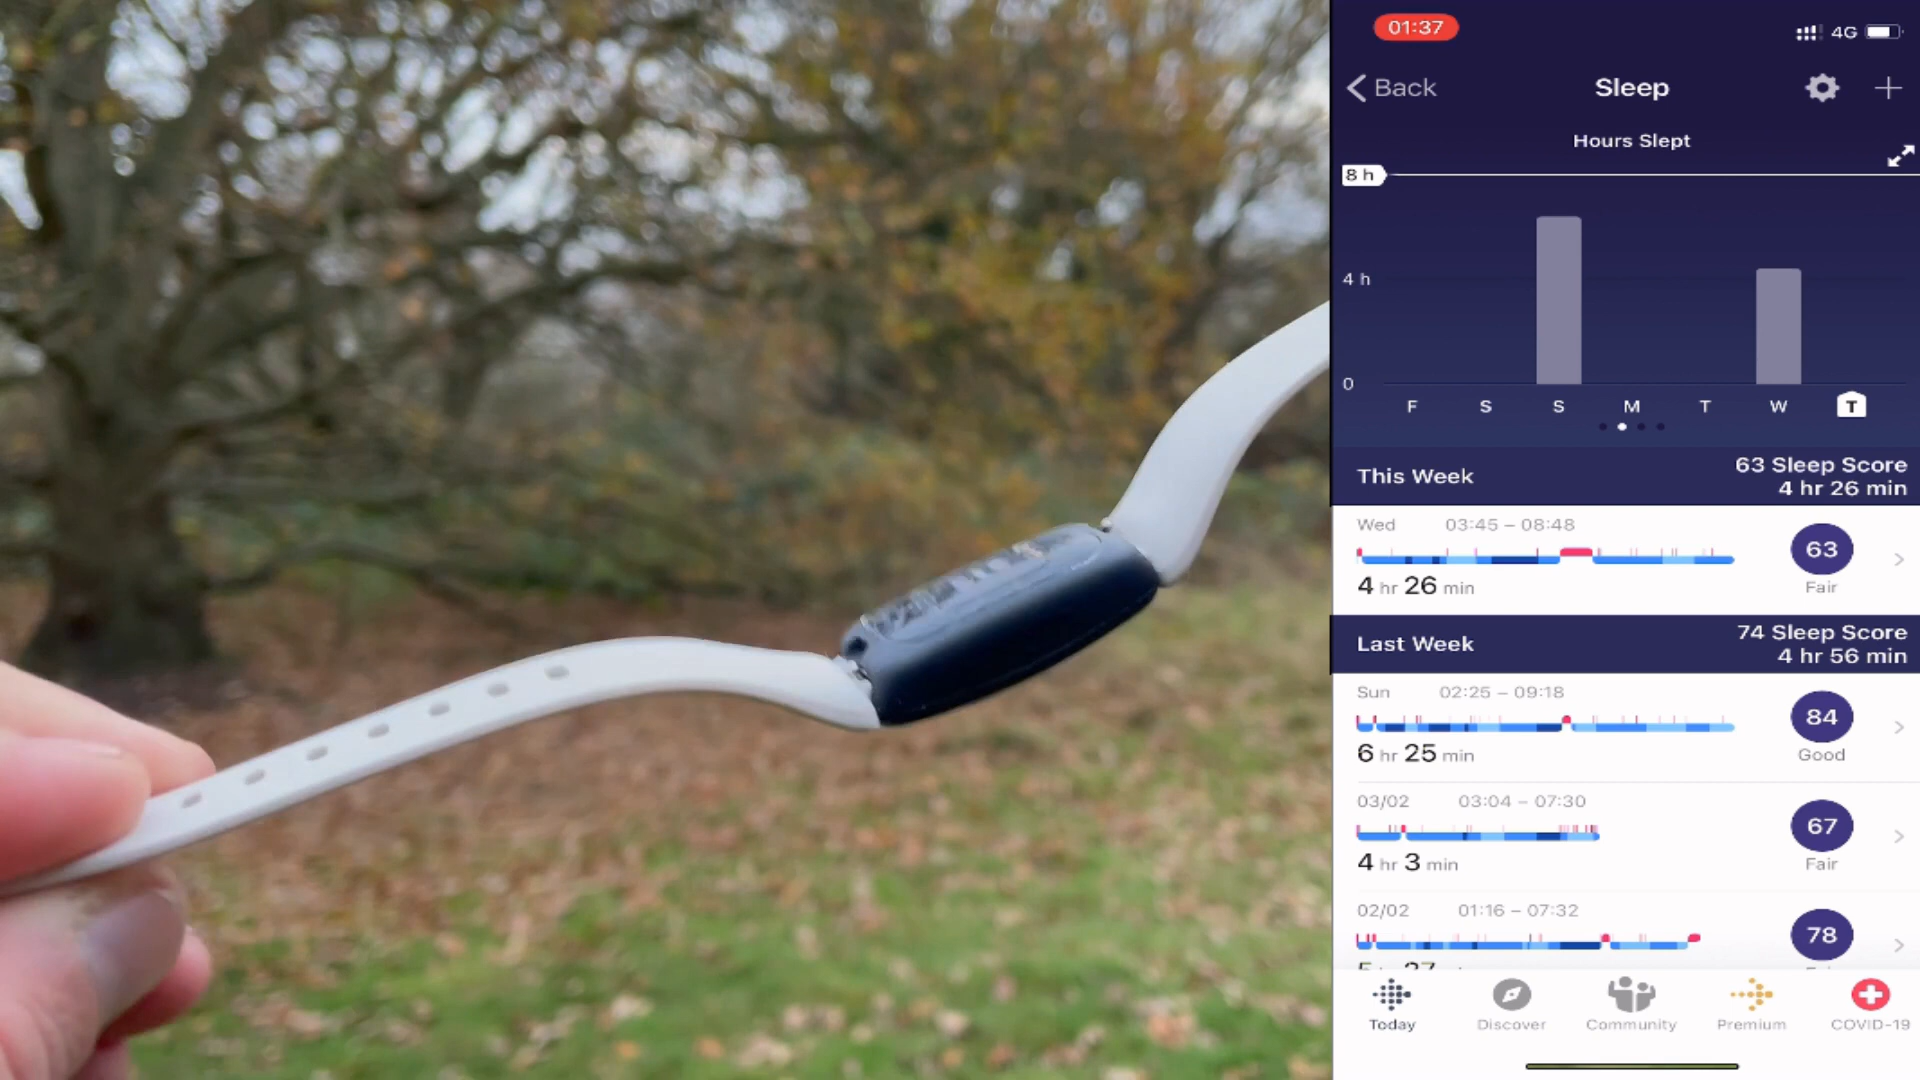 01:37
4G
Back
Sleep
Hours Slept
8 h
4 h
0
F S S M T W T
This Week
63 Sleep Score
4 hr 26 min
Wed 03:45 – 08:48
63
4 hr 26 min
Fair
Last Week
74 Sleep Score
4 hr 56 min
Sun 02:25 – 09:18
84
6 hr 25 min
Good
03/02 03:04 – 07:30
67
4 hr 3 min
Fair
02/02 01:16 – 07:32
78
Today
Discover
Community
Premium
COVID-19